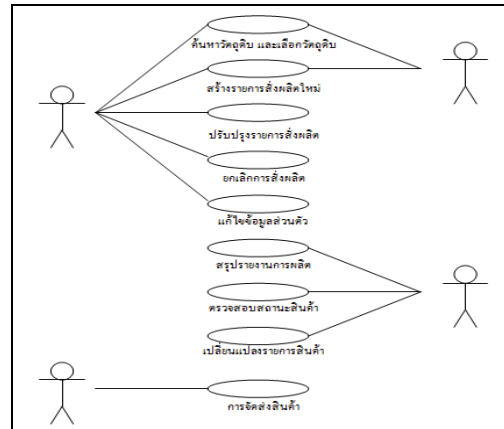 ค้นหาวัตถุดิบ และเลือกวัตถุดิบ
สร้างรายการสั่งผลิตใหม่
ปรับปรุงรายการสั่งผลิต
ยกเลิกการสั่งผลิต
แก้ไขข้อมูลส่วนตัว
สรุปรายงานการผลิต
ตรวจสอบสถานะสินค้า
เปลี่ยนแปลงรายการสินค้า
การจัดส่งสินค้า